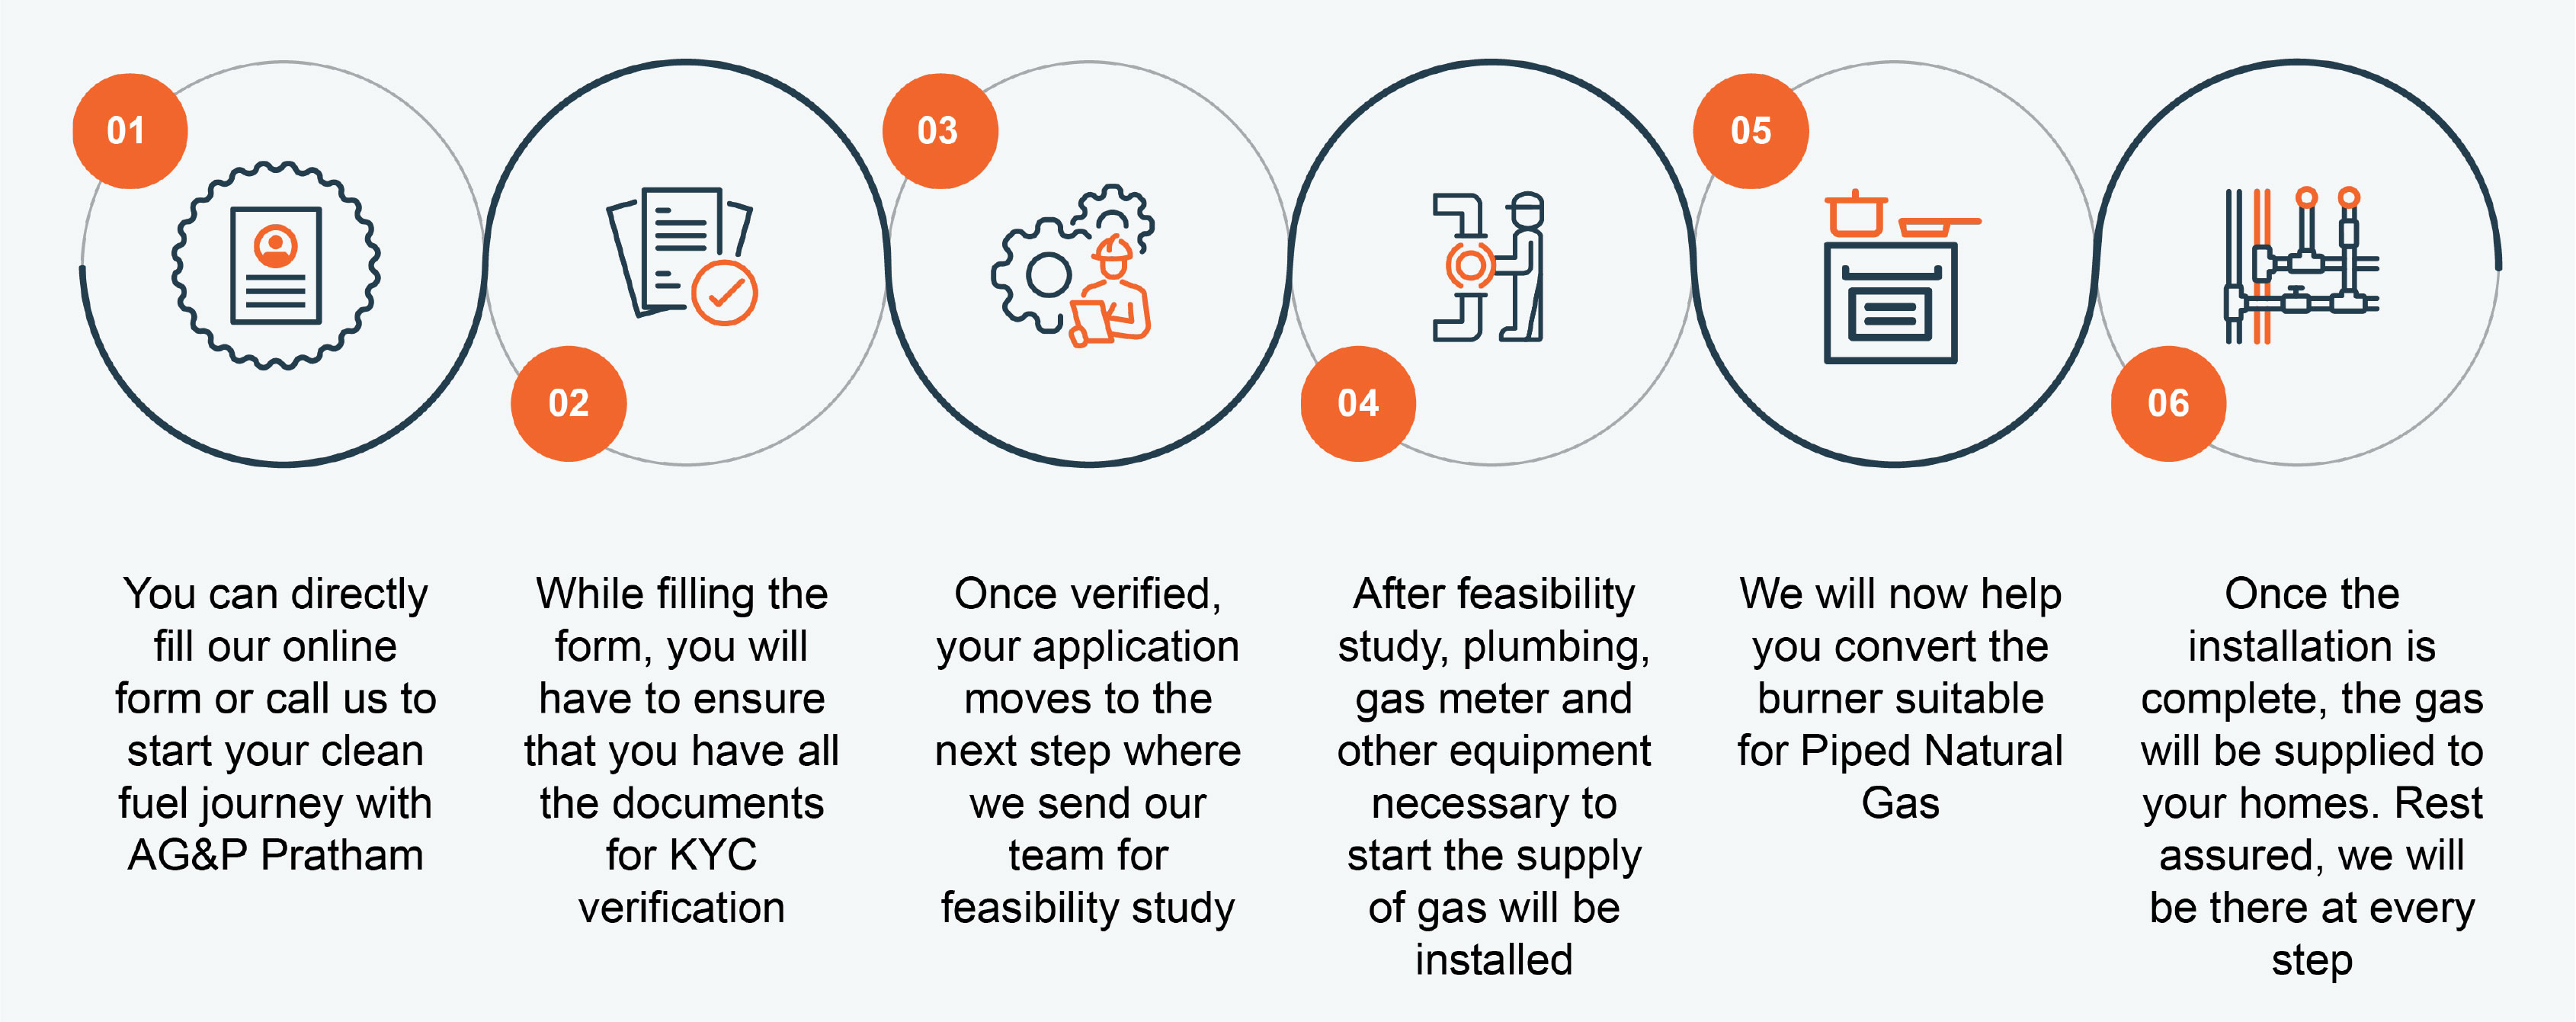 01
You can directly
fill our online
form or call us to
start your clean
fuel journey with
AG&P Pratham
02
While filling the
form, you will
have to ensure
that you have all
the documents
for KYC
verification
03
Once verified,
your application
moves to the
next step where
we send our
team for
feasibility study
04
After feasibility
study, plumbing,
gas meter and
other equipment
necessary to
start the supply
of gas will be
installed
05
We will now help
you convert the
burner suitable
for Piped Natural
Gas
06
Once the
installation is
complete, the gas
will be supplied to
your homes. Rest
assured, we will
be there at every
step